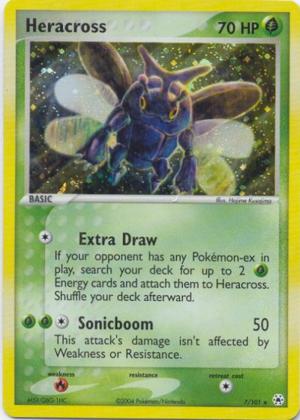 Heracross 70 HP
BASIC
Illus. Hajime Kusajima
Extra Draw
If your opponent has any Pokémon-ex in
play, search your deck for up to 2
Energy cards and attach them to Heracross.
Shuffle your deck afterward.
Sonicboom 50
This attack's damage isn't affected by
Weakness or Resistance.
weakness resistance retreat cost
©2004 Pokémon/Nintendo 7/101 ★